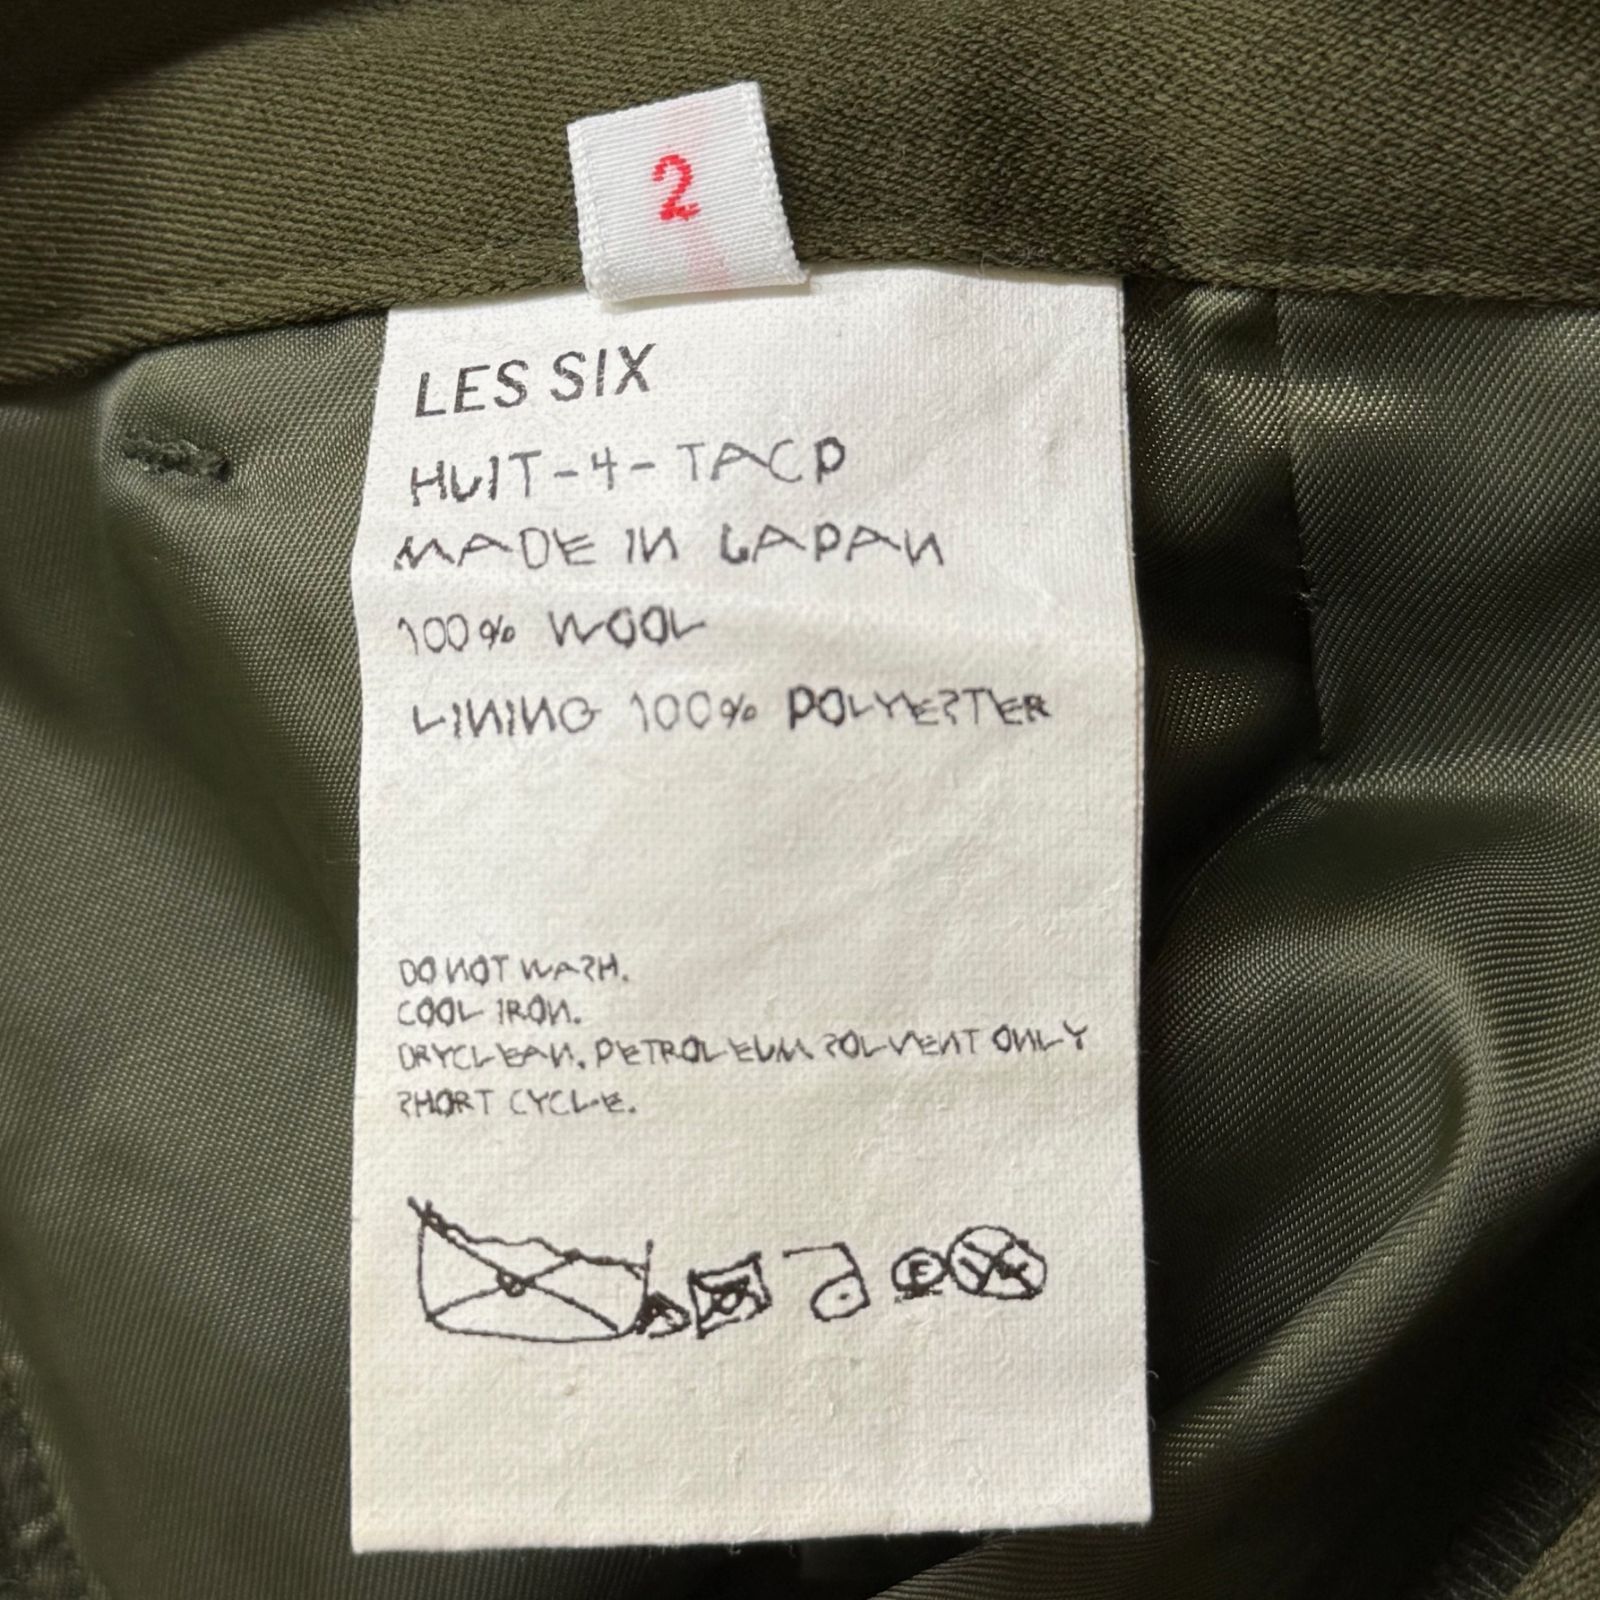 2
LES SIX
HUIT-4-TACP
MADE IN JAPAN
100% WOOL
LINING 100% POLYESTER
DO NOT WASH.
COOL IRON.
DRYCLEAN. PETROLEUM SOLVENT ONLY
SHORT CYCLE.
F